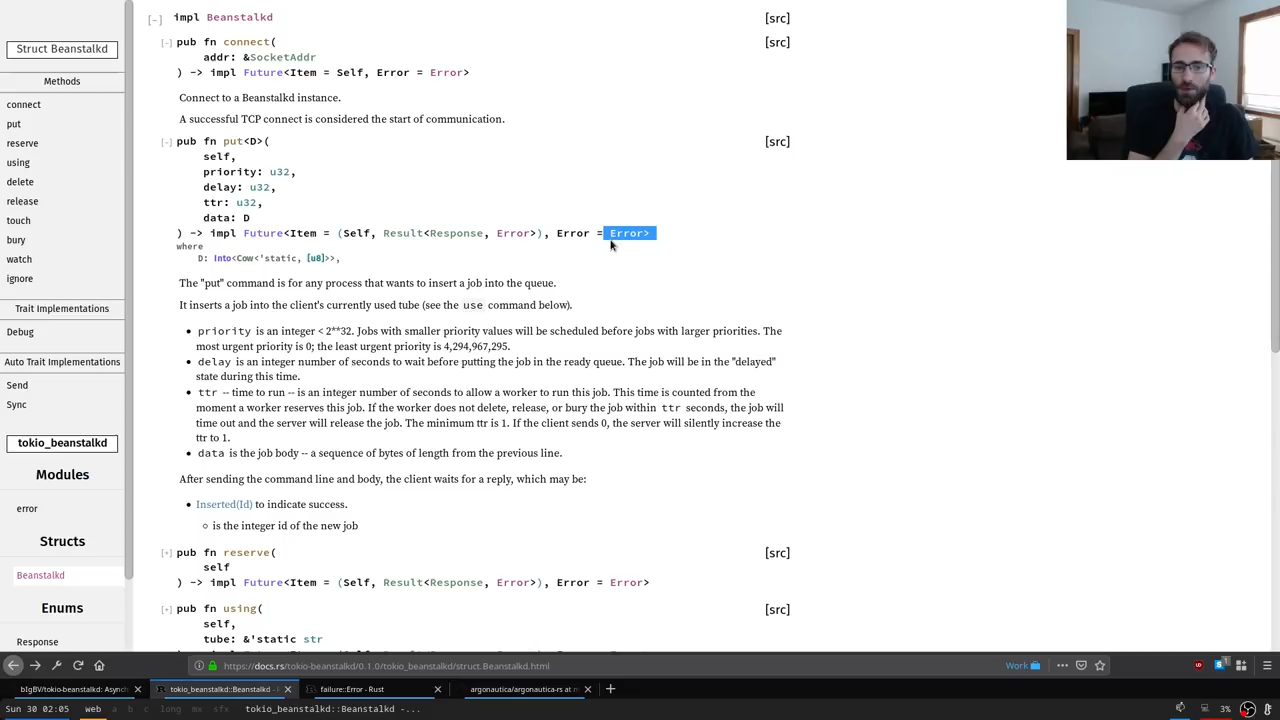 Struct Beanstalkd
Methods
connect
put
reserve
using
delete
release
touch
bury
watch
ignore
Trait Implementations
Debug
Auto Trait Implementations
Send
Sync
tokio_beanstalkd
Modules
error
Structs
Beanstalkd
Enums
Response
[-] impl Beanstalkd [src]
[-] pub fn connect( [src]
addr: &SocketAddr
) -> impl Future<Item = Self, Error = Error>
Connect to a Beanstalkd instance.
A successful TCP connect is considered the start of communication.
[-] pub fn put<D>( [src]
self,
priority: u32,
delay: u32,
ttr: u32,
data: D
) -> impl Future<Item = (Self, Result<Response, Error>), Error = Error>
where
D: Into<Cow<'static, [u8]>>,
The "put" command is for any process that wants to insert a job into the queue.
It inserts a job into the client's currently used tube (see the use command below).
• priority is an integer < 2**32. Jobs with smaller priority values will be scheduled before jobs with larger priorities. The
most urgent priority is 0; the least urgent priority is 4,294,967,295.
• delay is an integer number of seconds to wait before putting the job in the ready queue. The job will be in the "delayed"
state during this time.
• ttr -- time to run -- is an integer number of seconds to allow a worker to run this job. This time is counted from the
moment a worker reserves this job. If the worker does not delete, release, or bury the job within ttr seconds, the job will
time out and the server will release the job. The minimum ttr is 1. If the client sends 0, the server will silently increase the
ttr to 1.
• data is the job body -- a sequence of bytes of length from the previous line.
After sending the command line and body, the client waits for a reply, which may be:
• Inserted(Id) to indicate success.
○ is the integer id of the new job
[+] pub fn reserve( [src]
self
) -> impl Future<Item = (Self, Result<Response, Error>), Error = Error>
[+] pub fn using( [src]
self,
tube: &'static str
https://docs.rs/tokio-beanstalkd/0.1.0/tokio_beanstalkd/struct.Beanstalkd.html
Work
bIgBV/tokio-beanstalkd: Asynch
tokio_beanstalkd::Beanstalkd -
failure::Error - Rust
argonautica/argonautica-rs at m
Sun 30 02:05 web a b c long mx sfx tokio_beanstalkd::Beanstalkd -... 3%